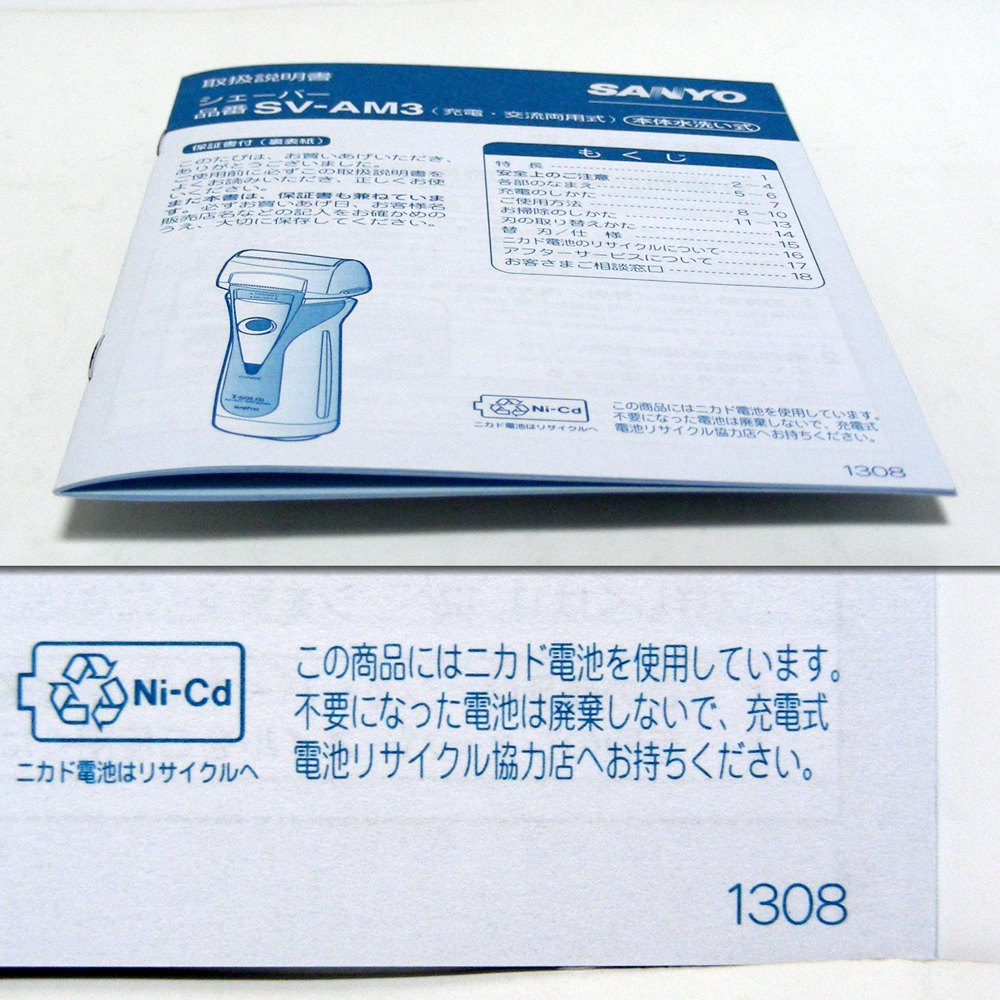 取扱説明書
SANYO
シェーバー
品番 SV-AM3（充電・交流両用式）本体水洗い式
保証書付（裏表紙）
このたびは、お買いあげいただき、
ありがとうございました。
ご使用前に必ずこの取扱説明書を
よくお読みいただき、正しくお使
いください。
また本書は、保証書も兼ねていま
す。必ずお買いあげ日、お客様名
販売店名などの記入をお確かめの
うえ、大切に保存してください。
もくじ
特長 1
安全上のご注意 2～4
各部のなまえ 5～6
充電のしかた 7
ご使用方法 8～10
お掃除のしかた 11～13
刃の取り替えかた 14
替刃／仕様 15
ニカド電池のリサイクルについて 16
アフターサービスについて 17
お客さまご相談窓口 18
T-SOLID
SANYO
Ni-Cd
ニカド電池はリサイクルへ
この商品にはニカド電池を使用しています。
不要になった電池は廃棄しないで、充電式
電池リサイクル協力店へお持ちください。
1308
Ni-Cd
ニカド電池はリサイクルへ
この商品にはニカド電池を使用しています。
不要になった電池は廃棄しないで、充電式
電池リサイクル協力店へお持ちください。
1308